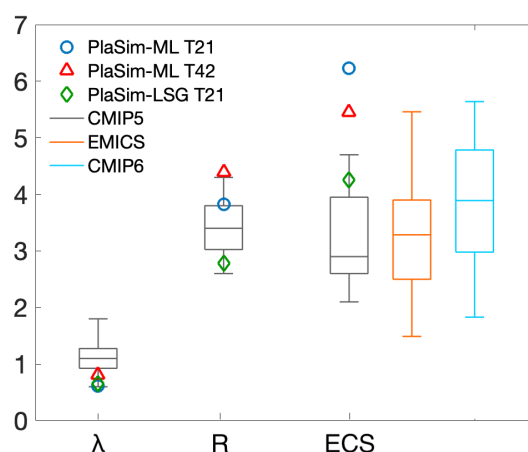 7
6
5
4
3
2
1
0
PlaSim-ML T21
PlaSim-ML T42
PlaSim-LSG T21
CMIP5
EMICS
CMIP6
λ R ECS